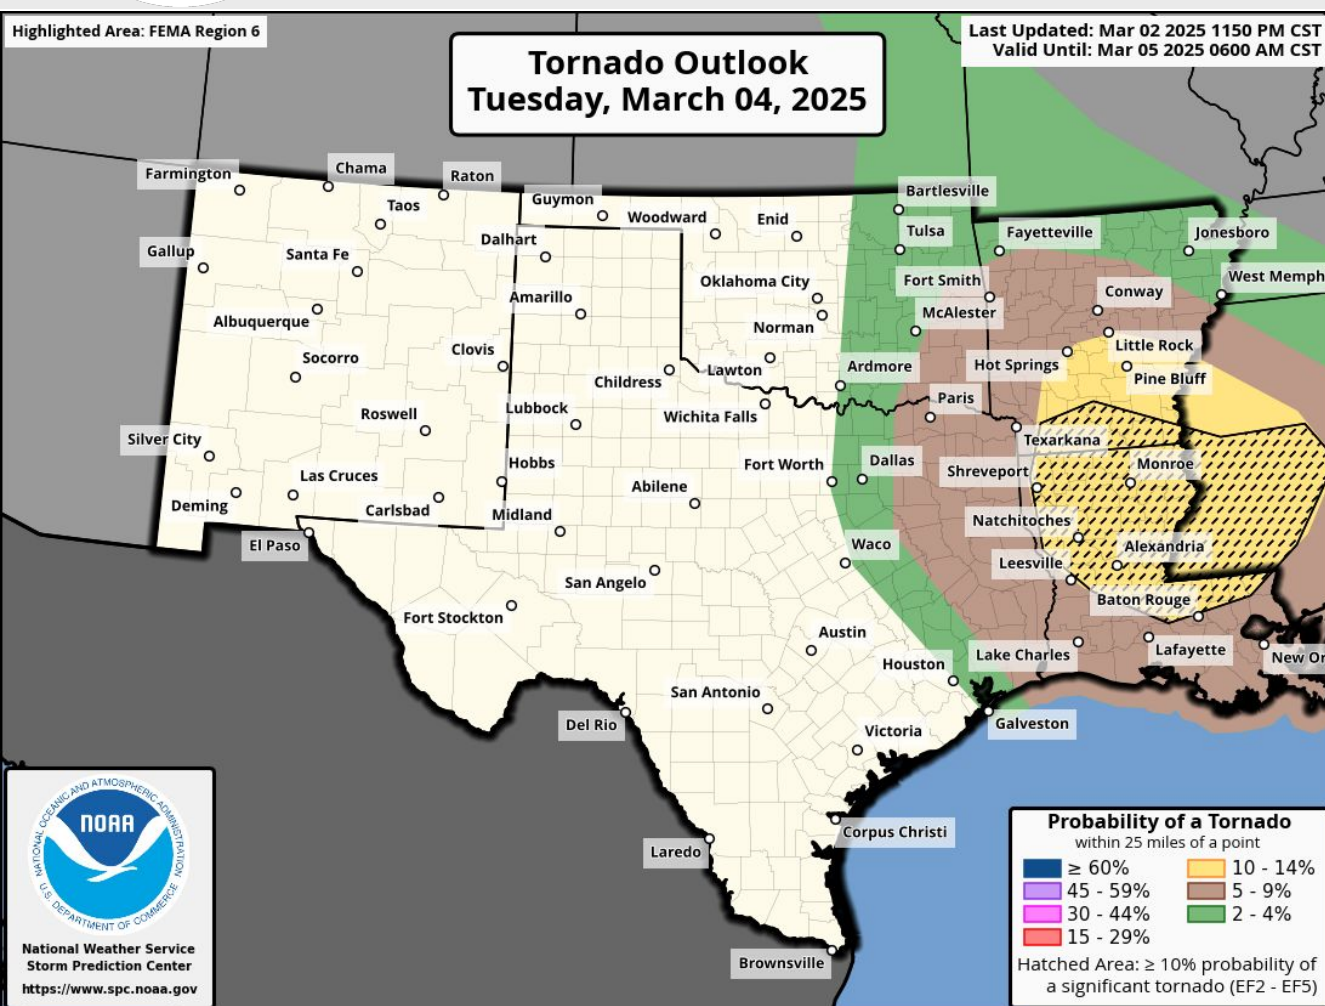 Highlighted Area: FEMA Region 6
Last Updated: Mar 02 2025 1150 PM CST
Valid Until: Mar 05 2025 0600 AM CST
Tornado Outlook
Tuesday, March 04, 2025
Farmington
Chama
Raton
Taos
Guymon
Woodward
Enid
Bartlesville
Tulsa
Fayetteville
Jonesboro
Gallup
Santa Fe
Dalhart
Oklahoma City
Fort Smith
West Memph
Amarillo
Conway
Albuquerque
Norman
McAlester
Socorro
Clovis
Childress
Lawton
Ardmore
Hot Springs
Little Rock
Pine Bluff
Roswell
Lubbock
Wichita Falls
Paris
Silver City
Texarkana
Las Cruces
Hobbs
Fort Worth
Dallas
Shreveport
Monroe
Deming
Carlsbad
Abilene
Midland
Natchitoches
El Paso
Waco
Alexandria
San Angelo
Leesville
Fort Stockton
Baton Rouge
Austin
Lake Charles
Lafayette
New Or
Houston
San Antonio
Del Rio
Galveston
Victoria
Corpus Christi
Laredo
Brownsville
NATIONAL OCEANIC AND ATMOSPHERIC ADMINISTRATION
NOAA
U.S. DEPARTMENT OF COMMERCE
National Weather Service
Storm Prediction Center
https://www.spc.noaa.gov
Probability of a Tornado
within 25 miles of a point
≥ 60%
10 - 14%
45 - 59%
5 - 9%
30 - 44%
2 - 4%
15 - 29%
Hatched Area: ≥ 10% probability of
a significant tornado (EF2 - EF5)